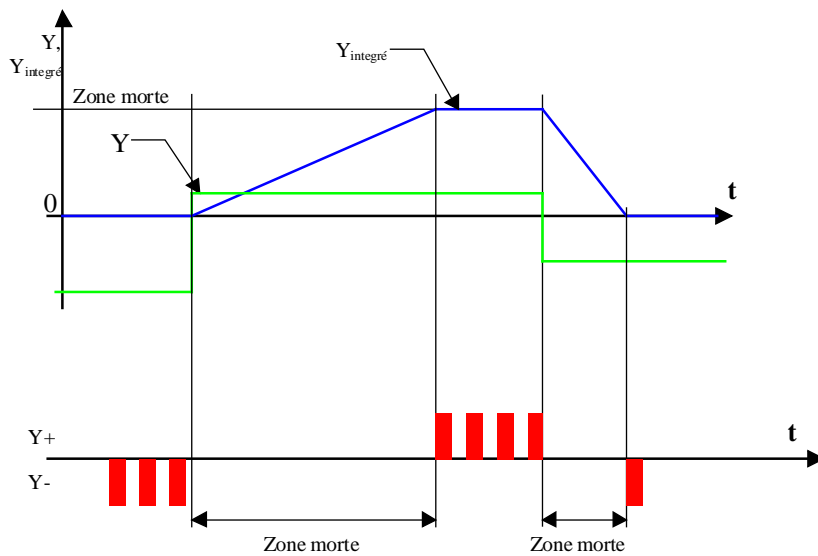 Y,
Yintegré
Yintegré
Zone morte
Y
0
t
Y+
t
Y-
Zone morte
Zone morte